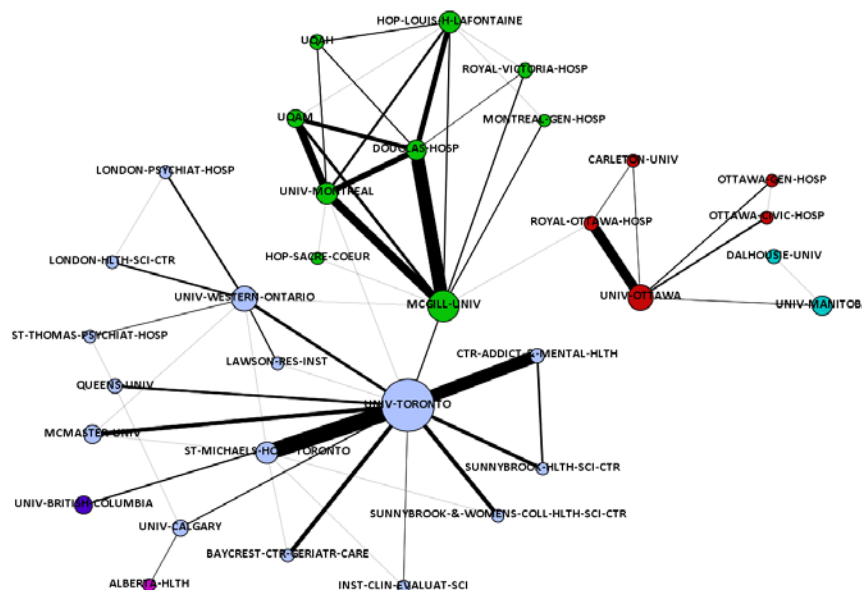 HOP-LOUIS-H-LAFONTAINE
UQAH
ROYAL-VICTORIA-HOSP
UQAM
MONTREAL-GEN-HOSP
DOUGLAS-HOSP
CARLETON-UNIV
LONDON-PSYCHIAT-HOSP
OTTAWA-GEN-HOSP
UNIV-MONTREAL
OTTAWA-CIVIC-HOSP
ROYAL-OTTAWA-HOSP
DALHOUSIE-UNIV
HOP-SACRE-COEUR
LONDON-HLTH-SCI-CTR
UNIV-WESTERN-ONTARIO
UNIV-OTTAWA
MCGILL-UNIV
UNIV-MANITOBA
ST-THOMAS-PSYCHIAT-HOSP
CTR-ADDICT-&-MENTAL-HLTH
LAWSON-RES-INST
QUEENS-UNIV
UNIV-TORONTO
MCMASTER-UNIV
ST-MICHAELS-HOSP-TORONTO
SUNNYBROOK-HLTH-SCI-CTR
UNIV-BRITISH-COLUMBIA
SUNNYBROOK-&-WOMENS-COLL-HLTH-SCI-CTR
UNIV-CALGARY
BAYCREST-CTR-GERIATR-CARE
ALBERTA-HLTH
INST-CLIN-EVALUAT-SCI